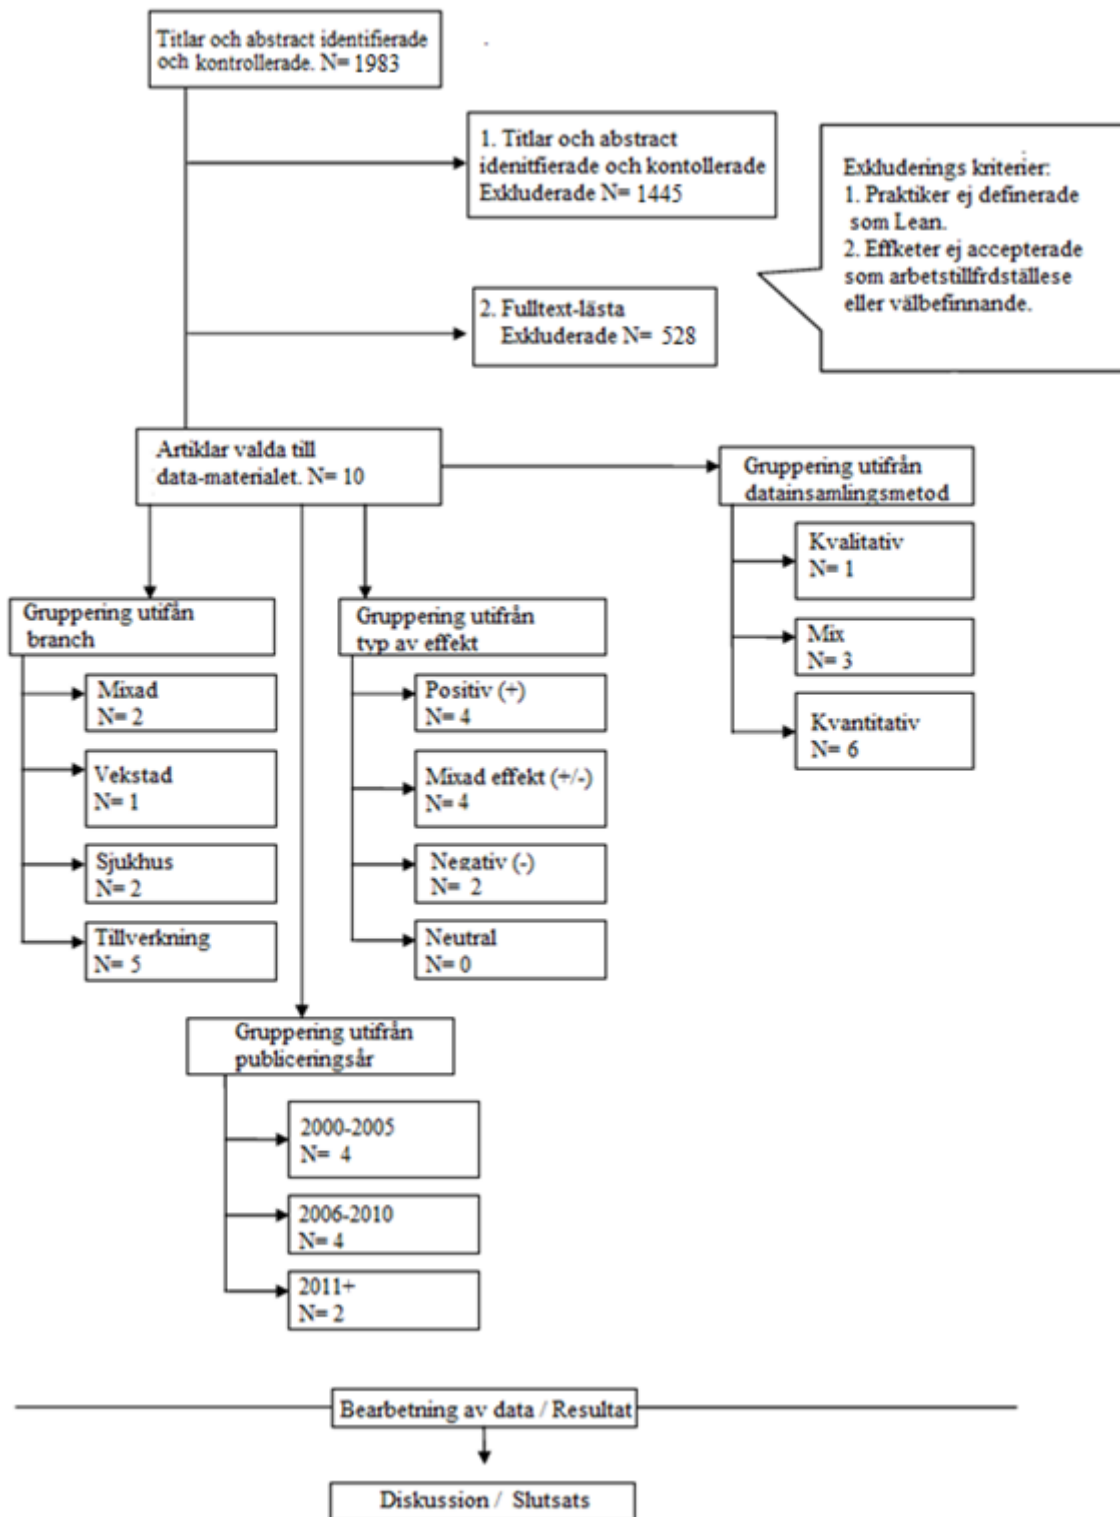 Titlar och abstract identifierade
och kontrollerade. N= 1983
1. Titlar och abstract
idenitfierade och kontollerade
Exkluderade N= 1445
Exkluderings kriterier:
1. Praktiker ej definerade
som Lean.
2. Effketer ej accepterade
som arbetstillfrdställese
eller välbefinnande.
2. Fulltext-lästa
Exkluderade N= 528
Artiklar valda till
data-materialet. N= 10
Gruppering utifrån
datainsamlingsmetod
Kvalitativ
N= 1
Mix
N= 3
Kvantitativ
N= 6
Gruppering utifån
branch
Mixad
N= 2
Vekstad
N= 1
Sjukhus
N= 2
Tillverkning
N= 5
Gruppering utifrån
typ av effekt
Positiv (+)
N= 4
Mixad effekt (+/-)
N= 4
Negativ (-)
N= 2
Neutral
N= 0
Gruppering utifrån
publiceringsår
2000-2005
N= 4
2006-2010
N= 4
2011+
N= 2
Bearbetning av data / Resultat
Diskussion / Slutsats